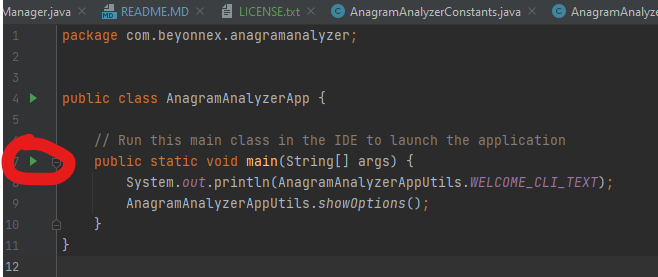 Manager.java × README.MD × LICENSE.txt × AnagramAnalyzerConstants.java × AnagramAnalyze
1 package com.beyonnex.anagramanalyzer;
2
3
4 public class AnagramAnalyzerApp {
5
// Run this main class in the IDE to launch the application
7 public static void main(String[] args) {
8 System.out.println(AnagramAnalyzerAppUtils.WELCOME_CLI_TEXT);
9 AnagramAnalyzerAppUtils.showOptions();
10 }
11 }
12